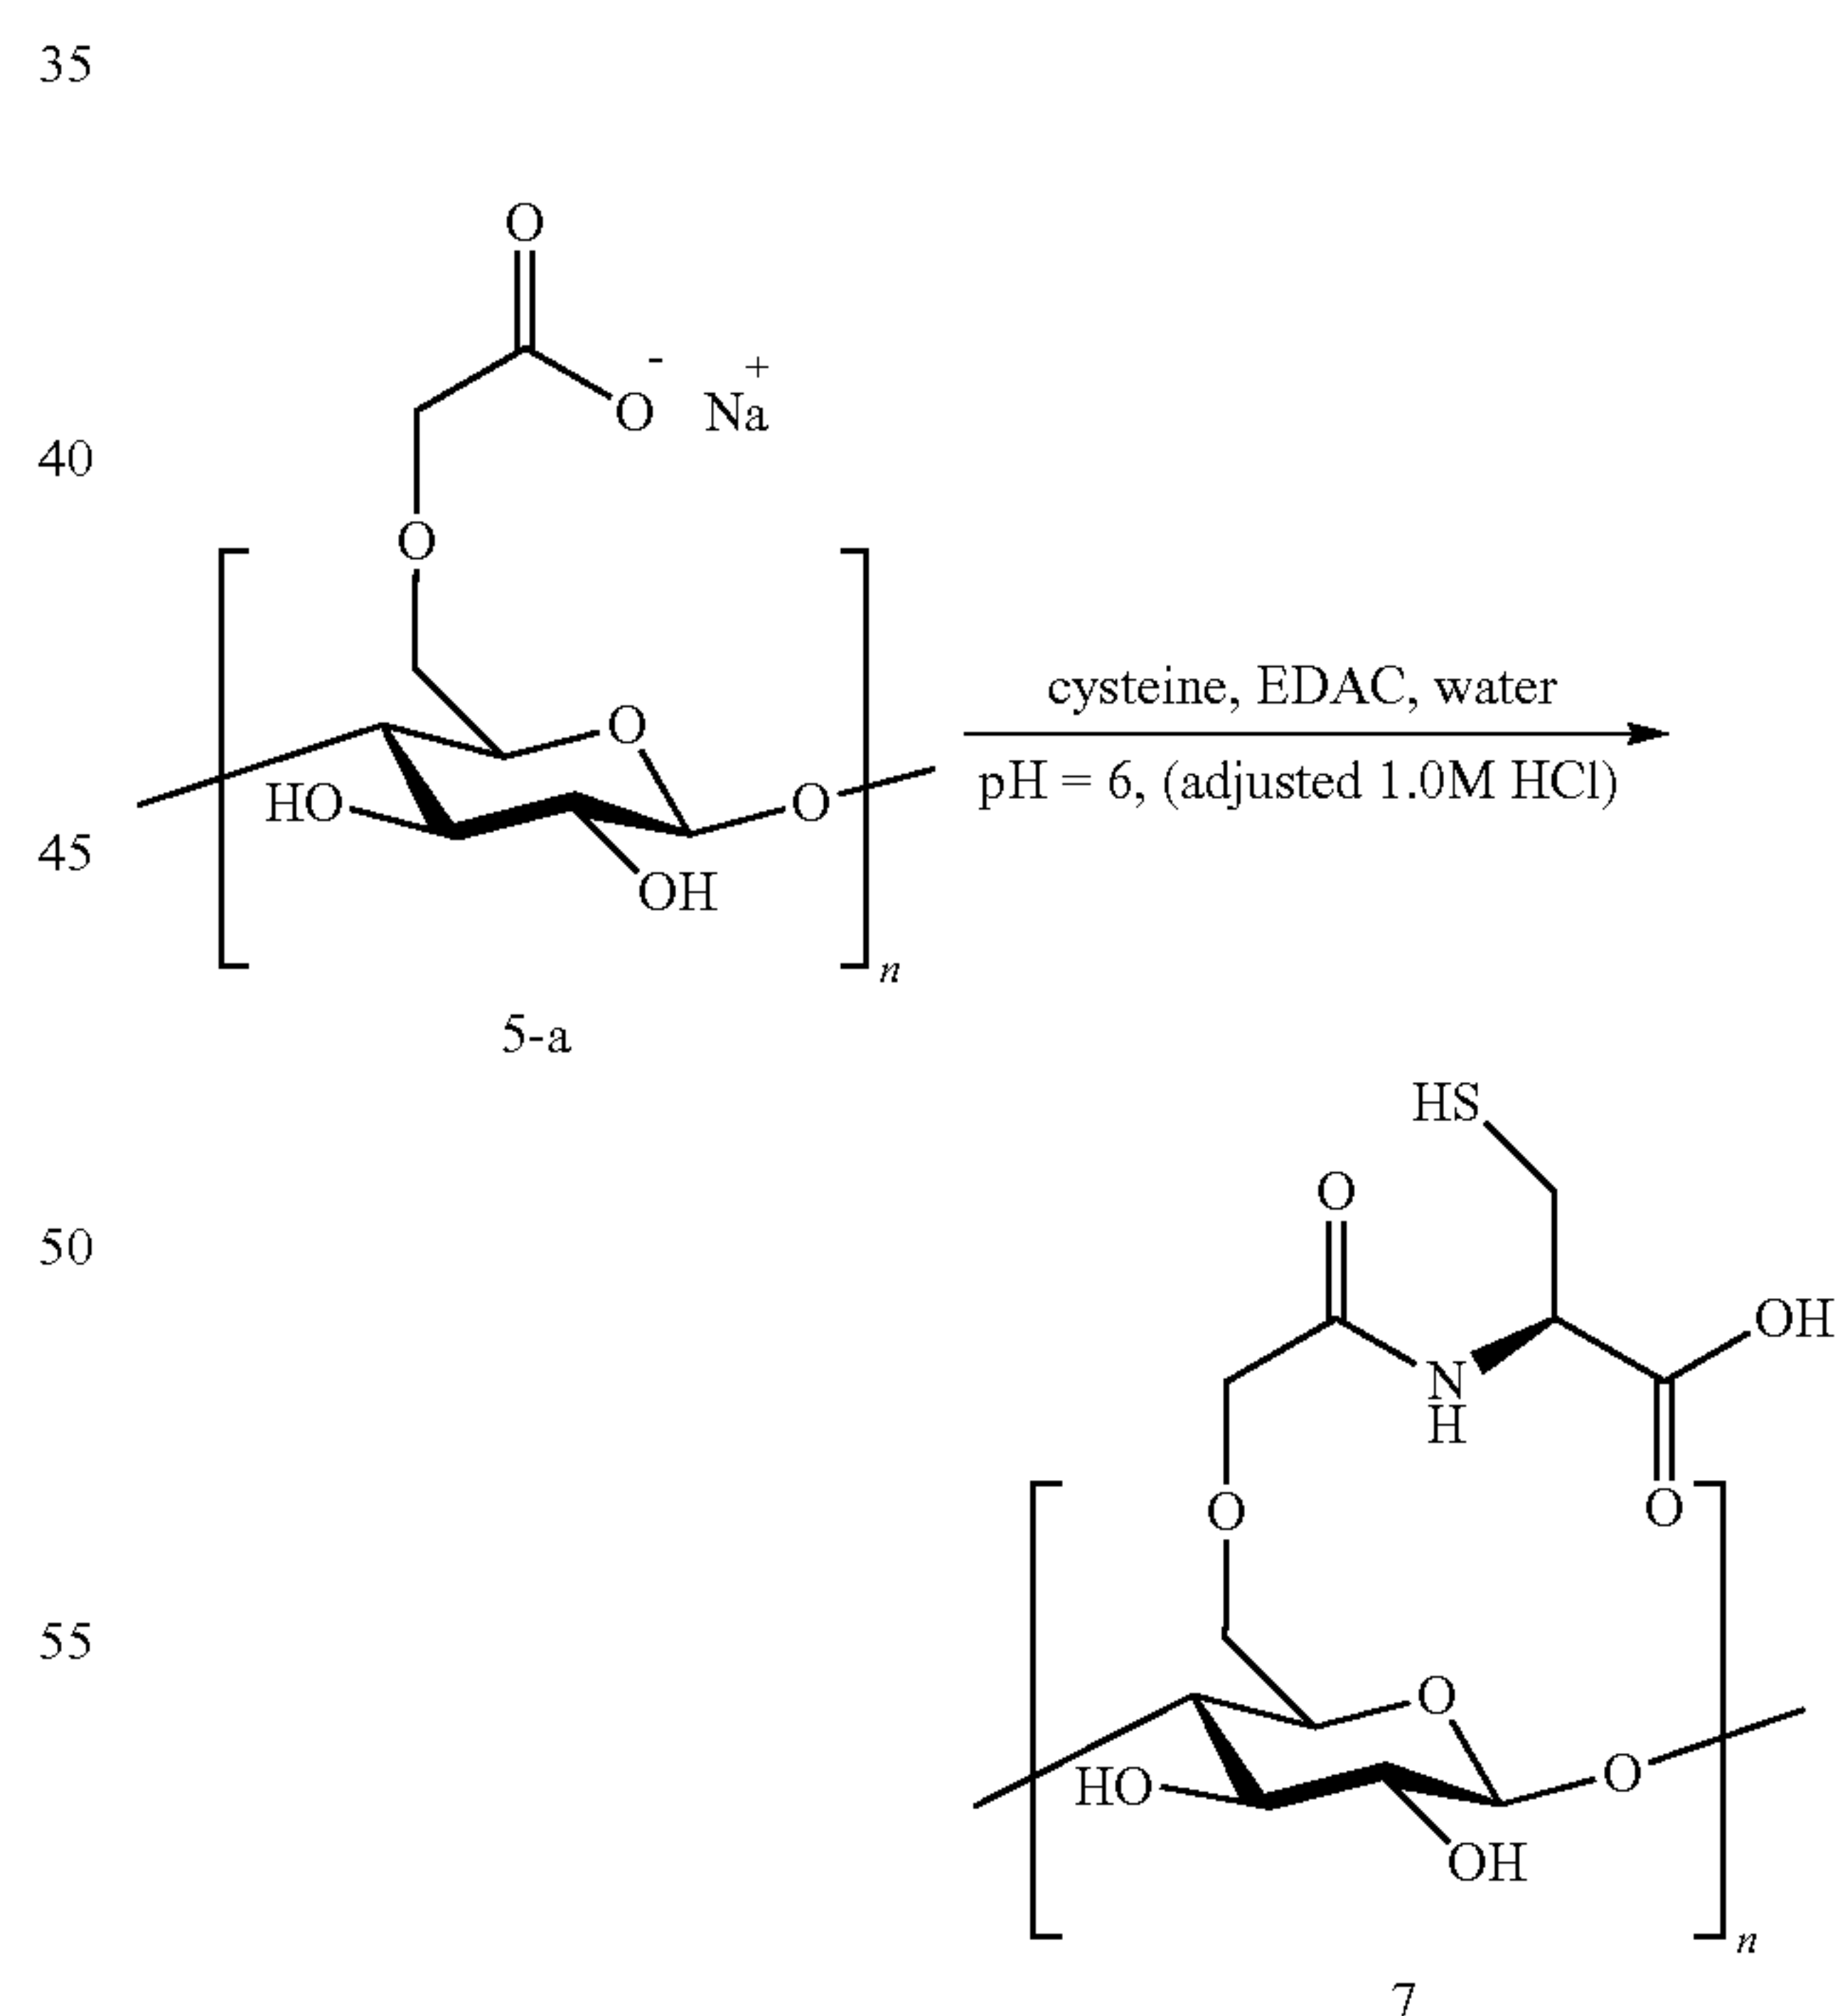 35
O
O
-
+
Na
40
O
O
HO
O
45
OH
n
cysteine, EDAC, water
pH = 6, (adjusted 1.0M HCl)
5-a
HS
O
50
OH
N
H
O
O
55
O
HO
O
OH
n
7